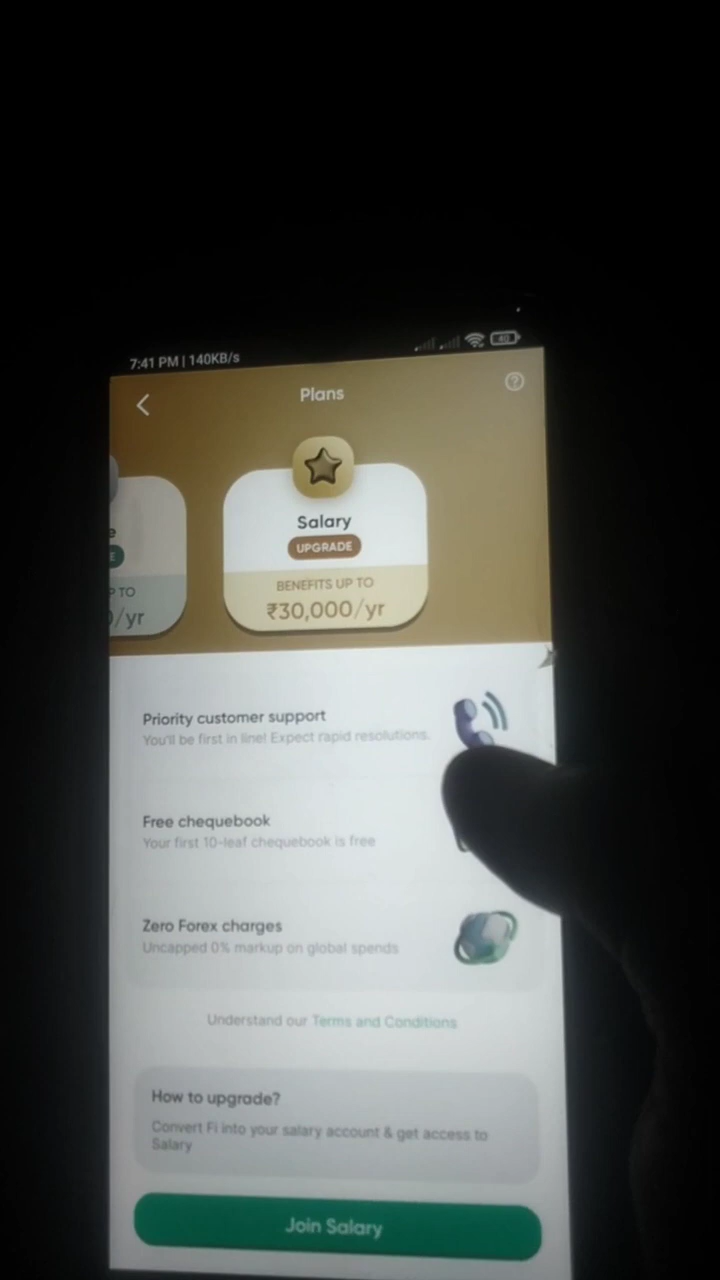 7:41 PM | 140KB/s
40
Plans
Salary
UPGRADE
BENEFITS UP TO
₹30,000/yr
TO
/yr
Priority customer support
You'll be first in line! Expect rapid resolutions.
Free chequebook
Your first 10-leaf chequebook is free
Zero Forex charges
Uncapped 0% markup on global spends
Understand our Terms and Conditions
How to upgrade?
Convert Fi into your salary account & get access to
Salary
Join Salary